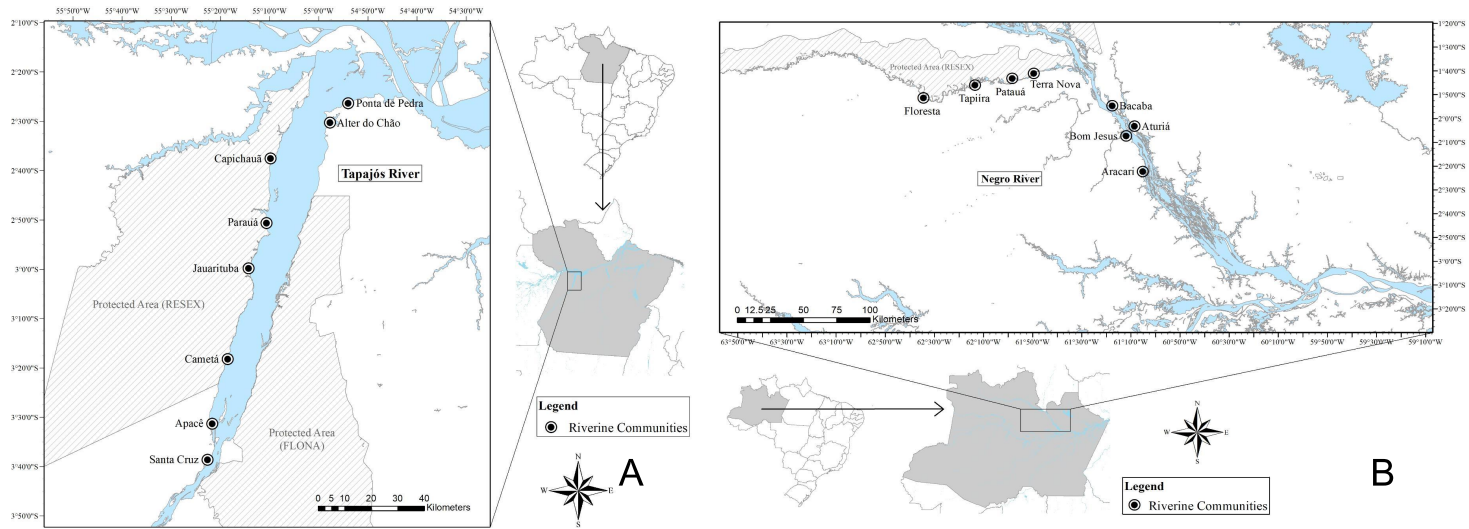 55°50'0"O 55°40'0"O 55°30'0"O 55°20'0"O 55°10'0"O 55°0'0"O 54°50'0"O 54°40'0"O 54°30'0"O
2°10'0"S
2°20'0"S
2°30'0"S
2°40'0"S
2°50'0"S
3°0'0"S
3°10'0"S
3°20'0"S
3°30'0"S
3°40'0"S
3°50'0"S
Ponta de Pedra
Alter do Chão
Capichauã
Tapajós River
Parauá
Jauarituba
Protected Area (RESEX)
Cametá
Apacê
Protected Area
(FLONA)
Santa Cruz
0 5 10 20 30 40
Kilometers
Legend
Riverine Communities
N
W E
S
A
1°20'0"S
1°30'0"S
1°40'0"S
1°50'0"S
2°0'0"S
2°10'0"S
2°20'0"S
2°30'0"S
2°40'0"S
2°50'0"S
3°0'0"S
3°10'0"S
3°20'0"S
Protected Area (RESEX)
Terra Nova
Patauá
Tapiira
Floresta
Bacaba
Aturiá
Bom Jesus
Negro River
Aracari
0 12.5 25 50 75 100
Kilometers
63°50'0"O 63°30'0"O 63°10'0"O 62°50'0"O 62°30'0"O 62°10'0"O 61°50'0"O 61°30'0"O 61°10'0"O 60°50'0"O 60°30'0"O 60°10'0"O 59°50'0"O 59°30'0"O 59°10'0"O
N
W E
S
Legend
Riverine Communities
B